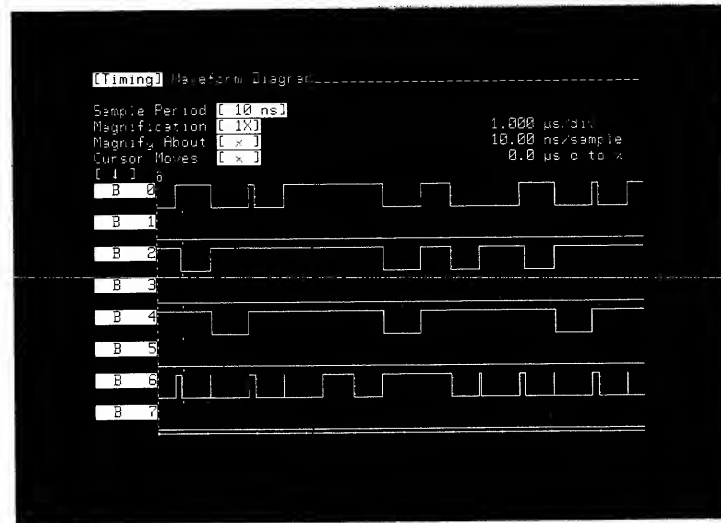 [Timing] Waveform Diagram
Sample Period [ 10 ns]
Magnification [ 1X]
Magnify About [ x ]
Cursor Moves [ x ]
1.000 µs/div
10.00 ns/sample
0.0 µs o to x
[ ↓ ]
B 0
B 1
B 2
B 3
B 4
B 5
B 6
B 7